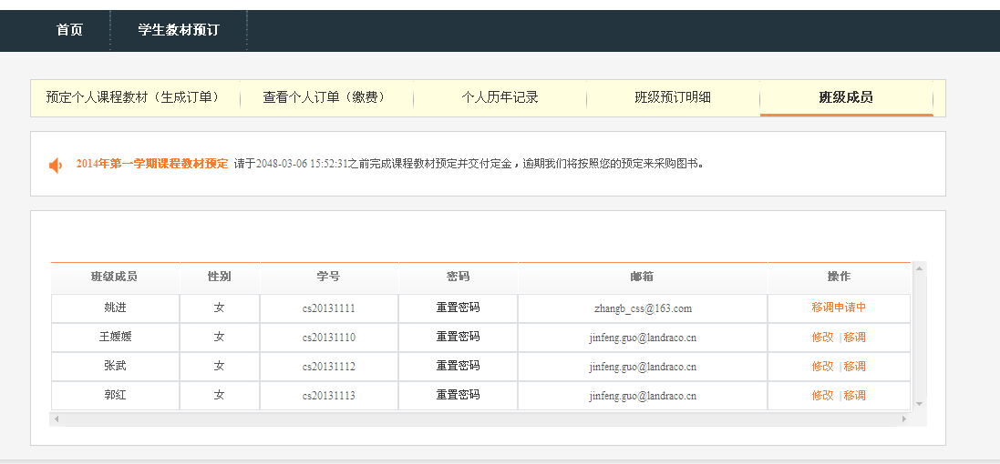 首页 学生教材预订
预定个人课程教材（生成订单） 查看个人订单（缴费） 个人历年记录 班级预订明细 班级成员
2014年第一学期课程教材预定 请于2048-03-06 15:52:31之前完成课程教材预定并交付定金，逾期我们将按照您的预定来采购图书。
班级成员 性别 学号 密码 邮箱 操作
姚进 女 cs20131111 重置密码 zhangb_css@163.com 移调申请中
王媛媛 女 cs20131110 重置密码 jinfeng.guo@landraco.cn 修改 | 移调
张武 女 cs20131112 重置密码 jinfeng.guo@landraco.cn 修改 | 移调
郭红 女 cs20131113 重置密码 jinfeng.guo@landraco.cn 修改 | 移调